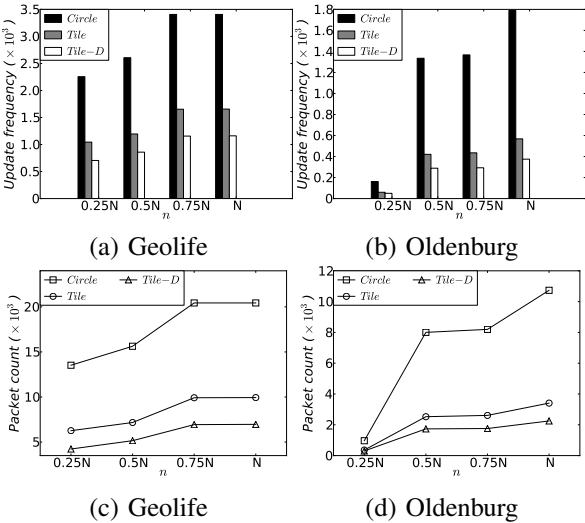 Update frequency ( × 10³ )
3.5
3.0
2.5
2.0
1.5
1.0
0.5
0
Circle
Tile
Tile−D
0.25N 0.5N 0.75N N
n
(a) Geolife
Update frequency ( × 10³ )
1.8
1.6
1.4
1.2
1.0
0.8
0.6
0.4
0.2
0
Circle
Tile
Tile−D
0.25N 0.5N 0.75N N
n
(b) Oldenburg
Packet count ( × 10³ )
20
15
10
5
Circle Tile−D
Tile
0.25N 0.5N 0.75N N
n
(c) Geolife
Packet count ( × 10³ )
12
10
8
6
4
2
0
Circle Tile−D
Tile
0.25N 0.5N 0.75N N
n
(d) Oldenburg